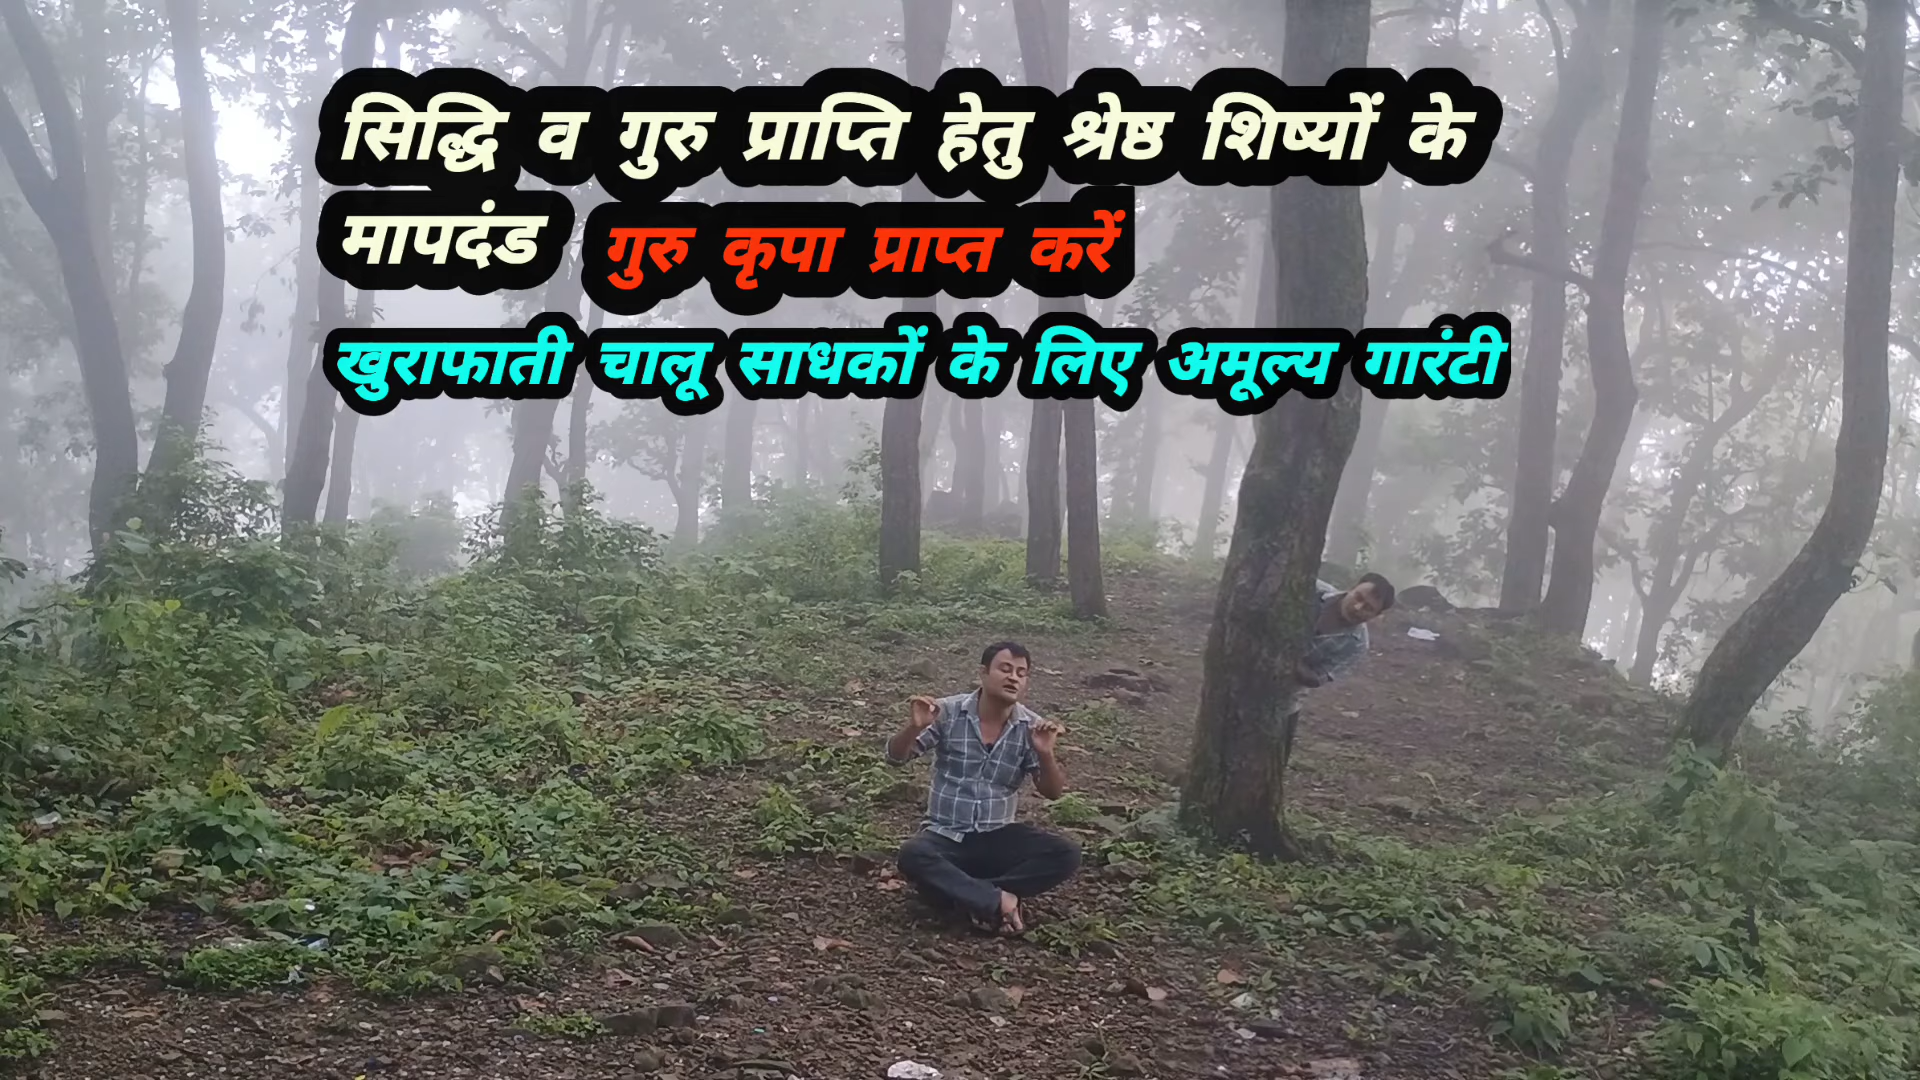 सिद्धि व गुरु प्राप्ति हेतु श्रेष्ठ शिष्यों के
मापदंड गुरु कृपा प्राप्त करें
खुराफाती चालू साधकों के लिए अमूल्य गारंटी